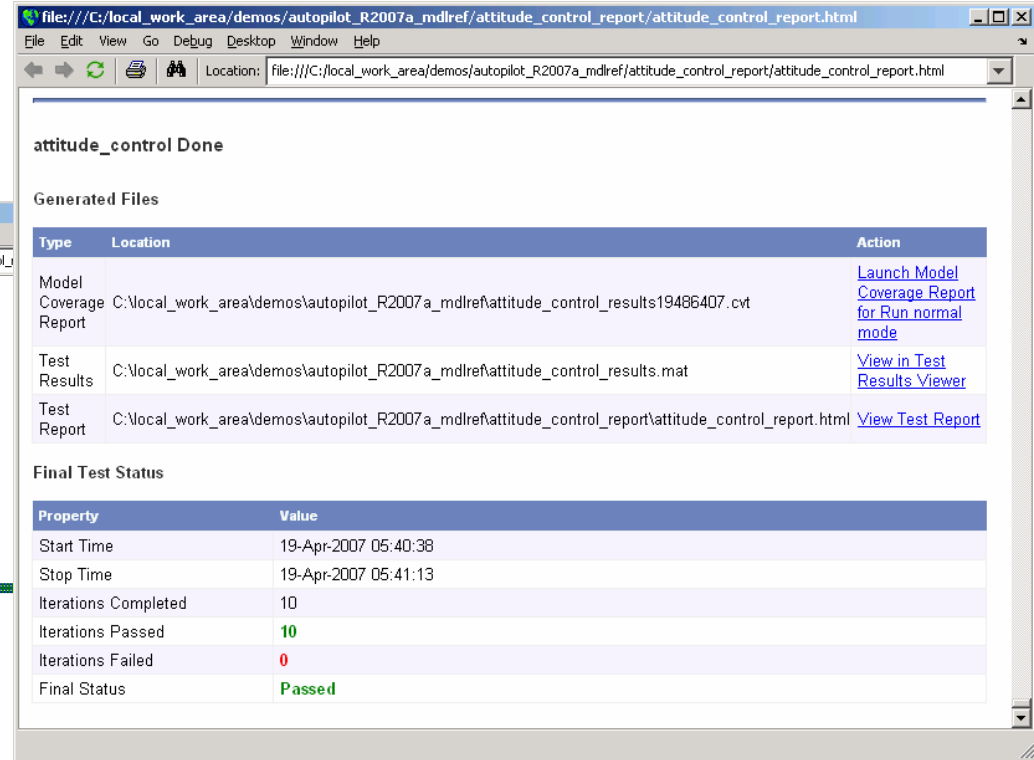 file:///C:/local_work_area/demos/autopilot_R2007a_mdlref/attitude_control_report/attitude_control_report.html
File Edit View Go Debug Desktop Window Help
Location: file:///C:/local_work_area/demos/autopilot_R2007a_mdlref/attitude_control_report/attitude_control_report.html
attitude_control Done
Generated Files
Type Location Action
Model Coverage Report C:\local_work_area\demos\autopilot_R2007a_mdlref\attitude_control_results19486407.cvt Launch Model Coverage Report for Run normal mode
Test Results C:\local_work_area\demos\autopilot_R2007a_mdlref\attitude_control_results.mat View in Test Results Viewer
Test Report C:\local_work_area\demos\autopilot_R2007a_mdlref\attitude_control_report\attitude_control_report.html View Test Report
Final Test Status
Property Value
Start Time 19-Apr-2007 05:40:38
Stop Time 19-Apr-2007 05:41:13
Iterations Completed 10
Iterations Passed 10
Iterations Failed 0
Final Status Passed